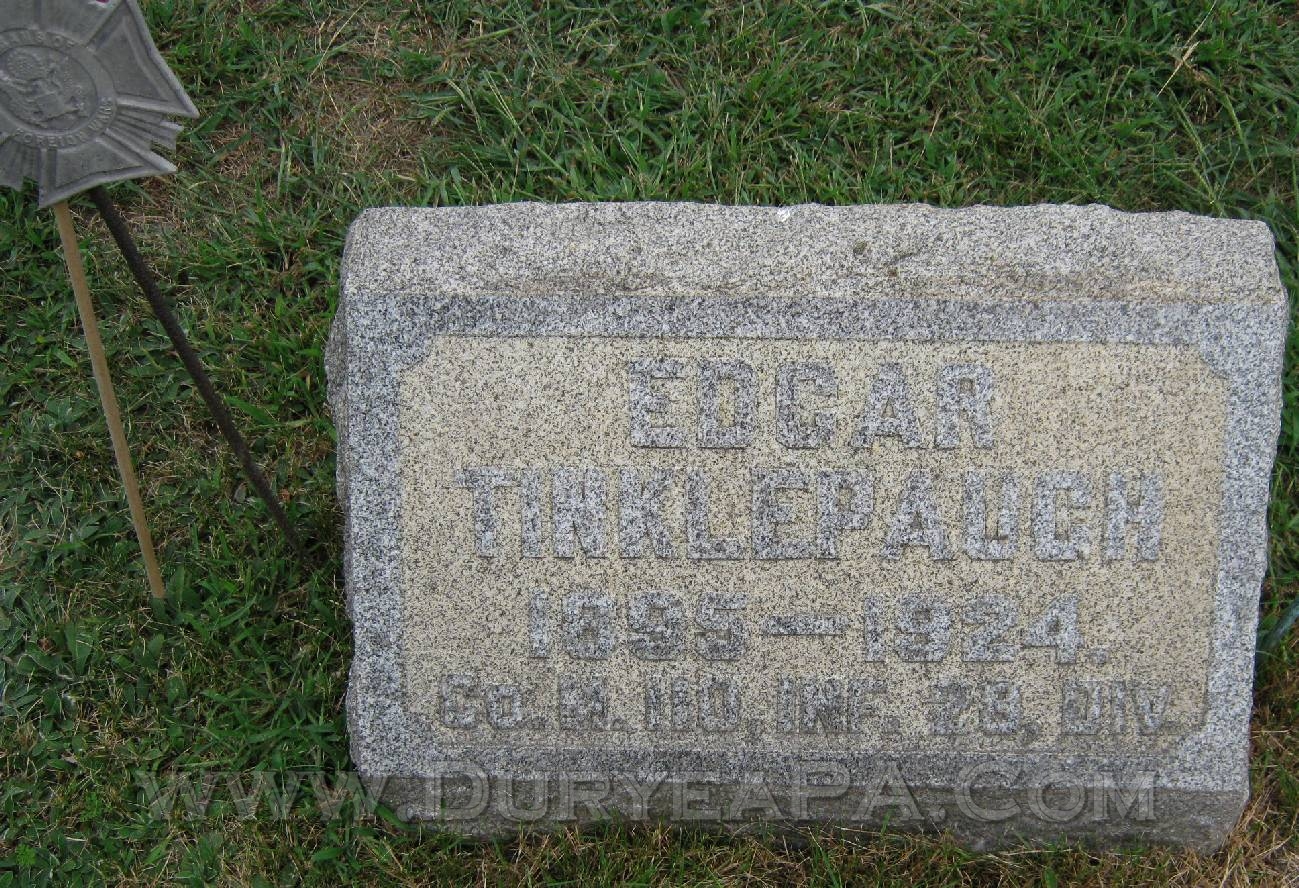 EDGAR
TINKLEPAUGH
1895—1924.
Co. M. 110, INF. 28, DIV.
WWW.DURYEAPA.COM